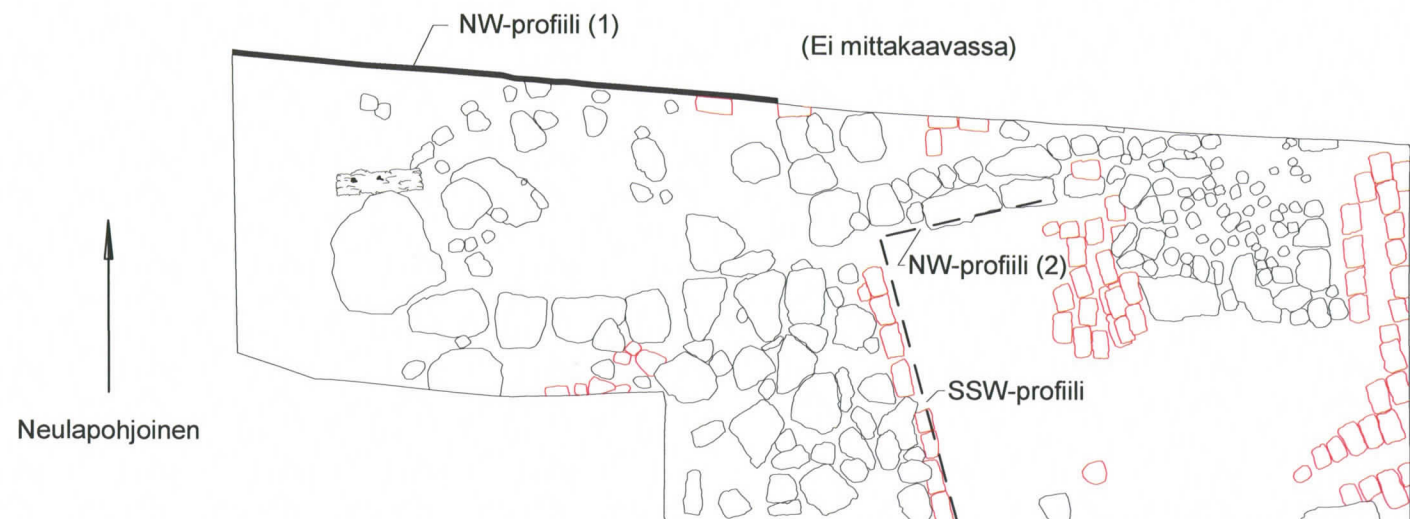 NW-profiili (1)
(Ei mittakaavassa)
NW-profiili (2)
SSW-profiili
Neulapohjoinen